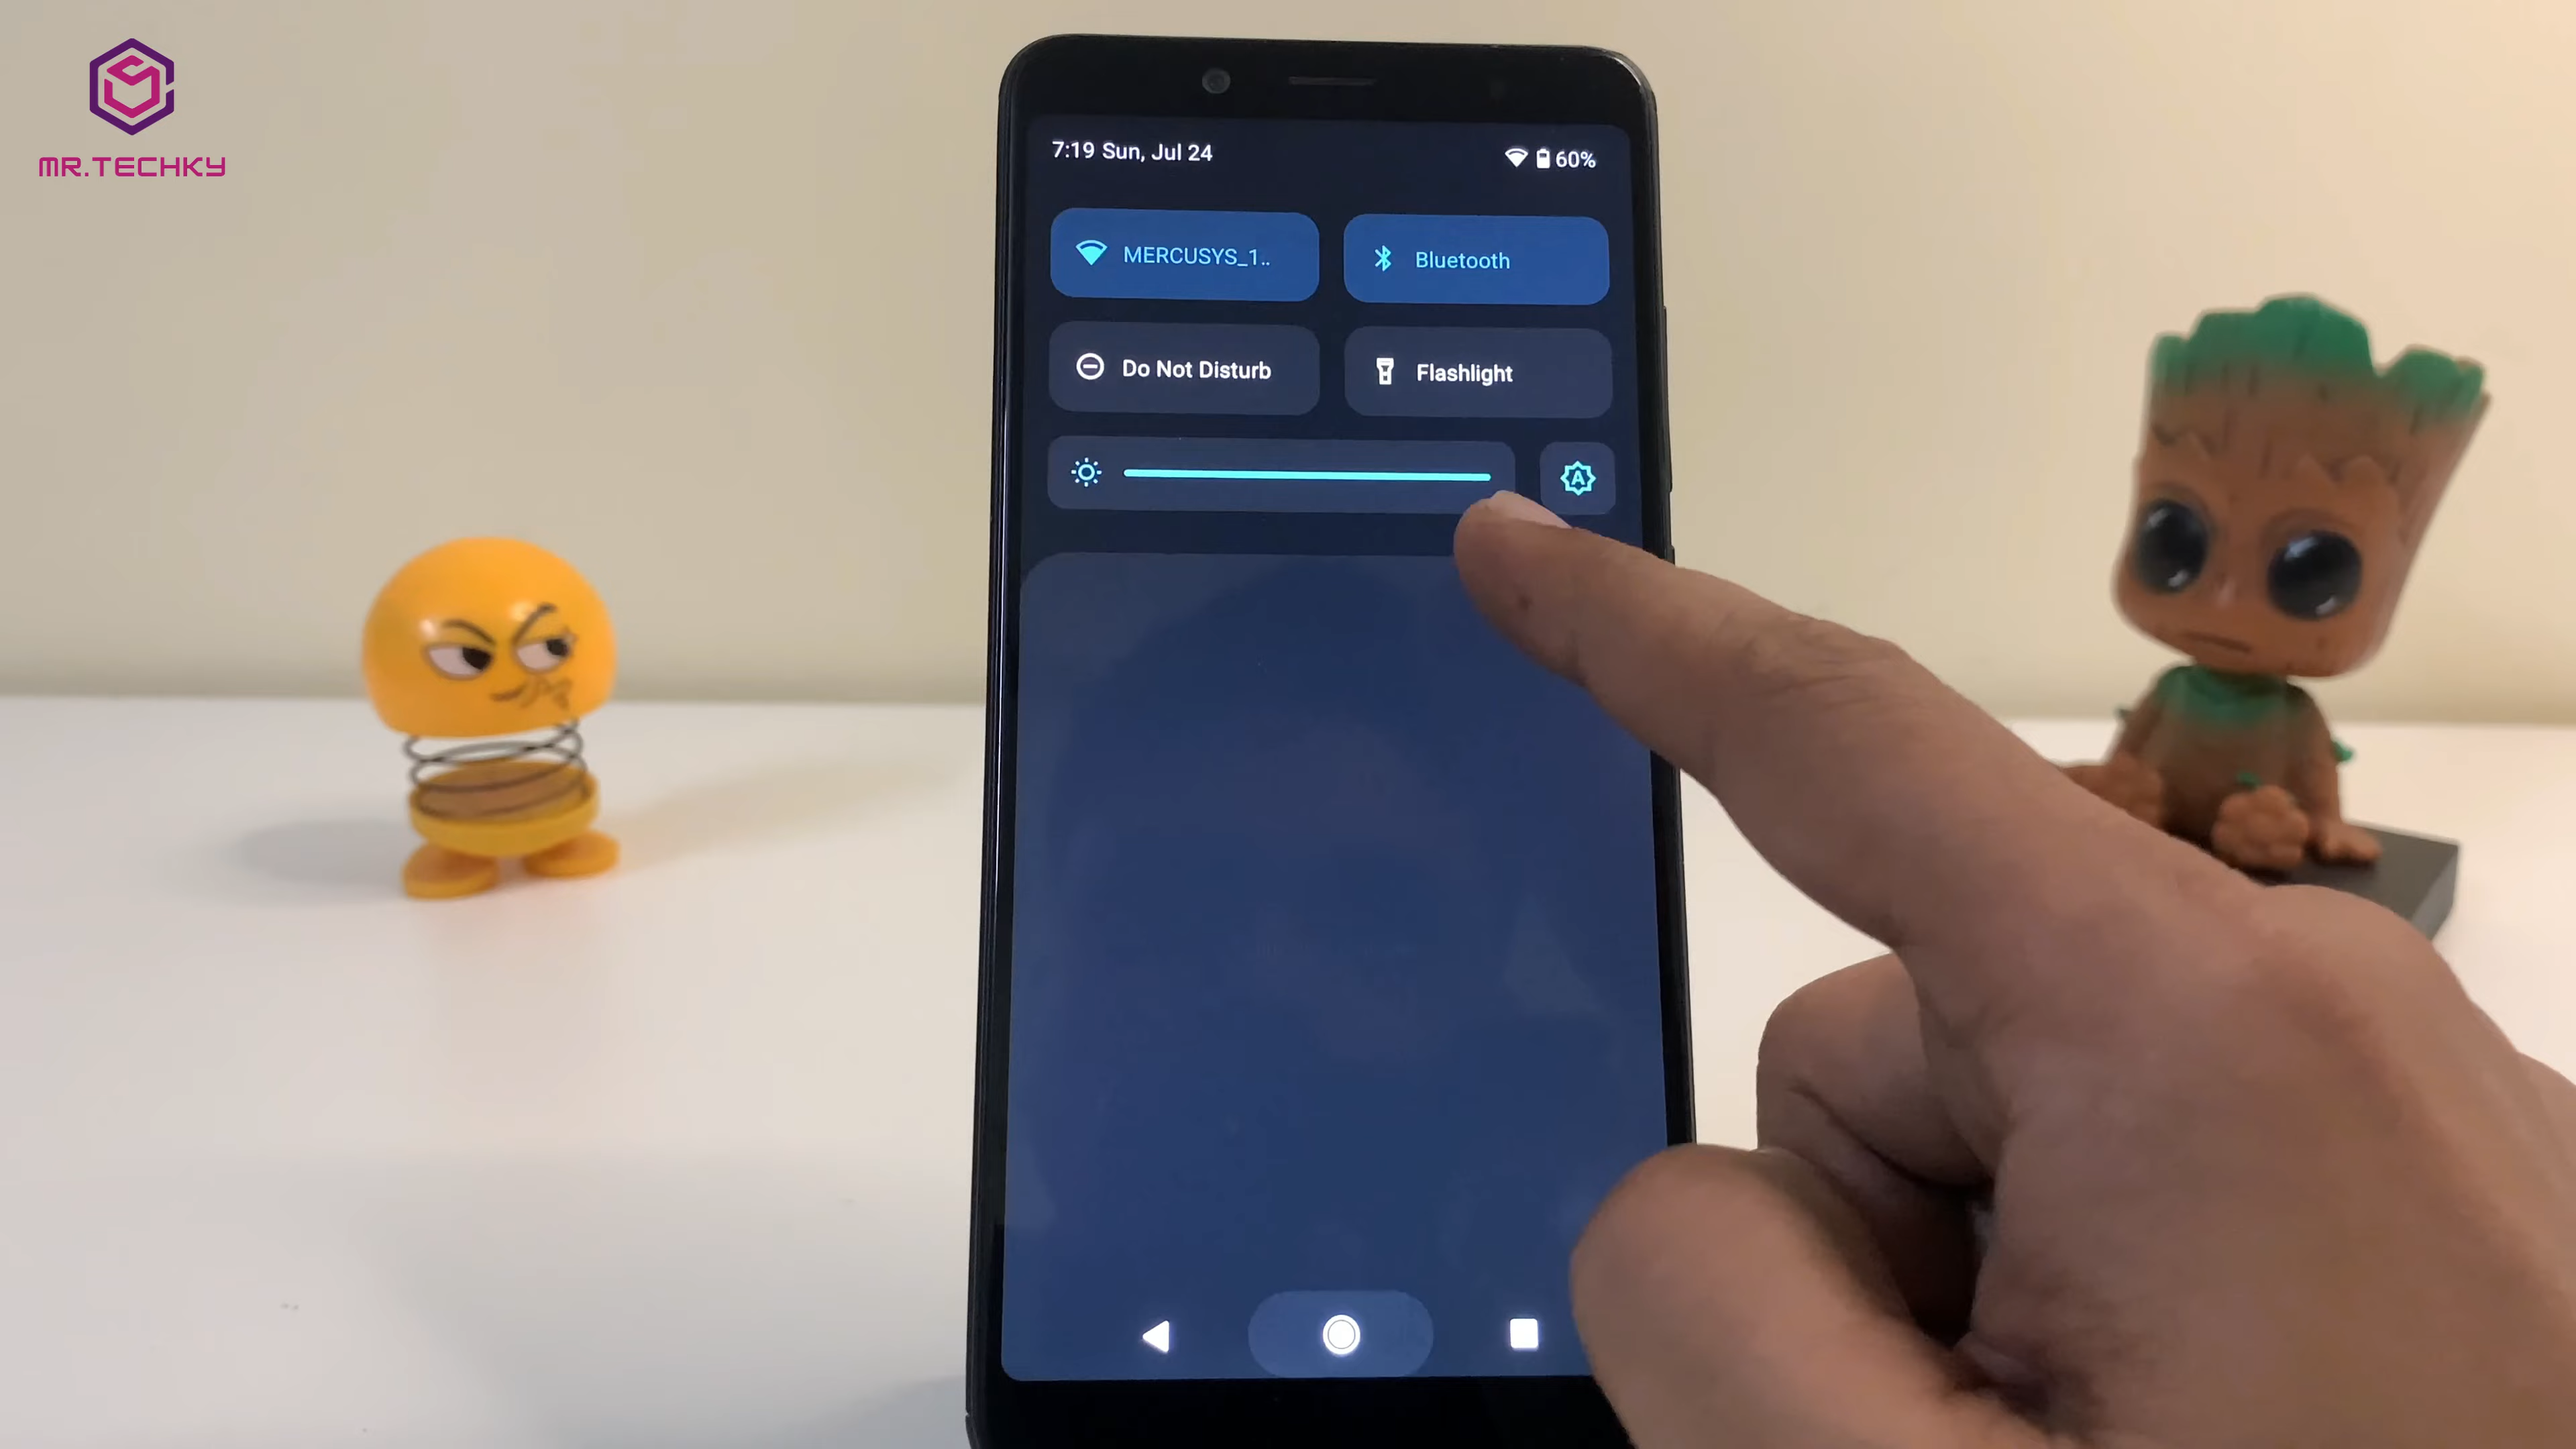 MR.TECHKY
7:19 Sun, Jul 24
60%
MERCUSYS_1..
Bluetooth
Do Not Disturb
Flashlight
A